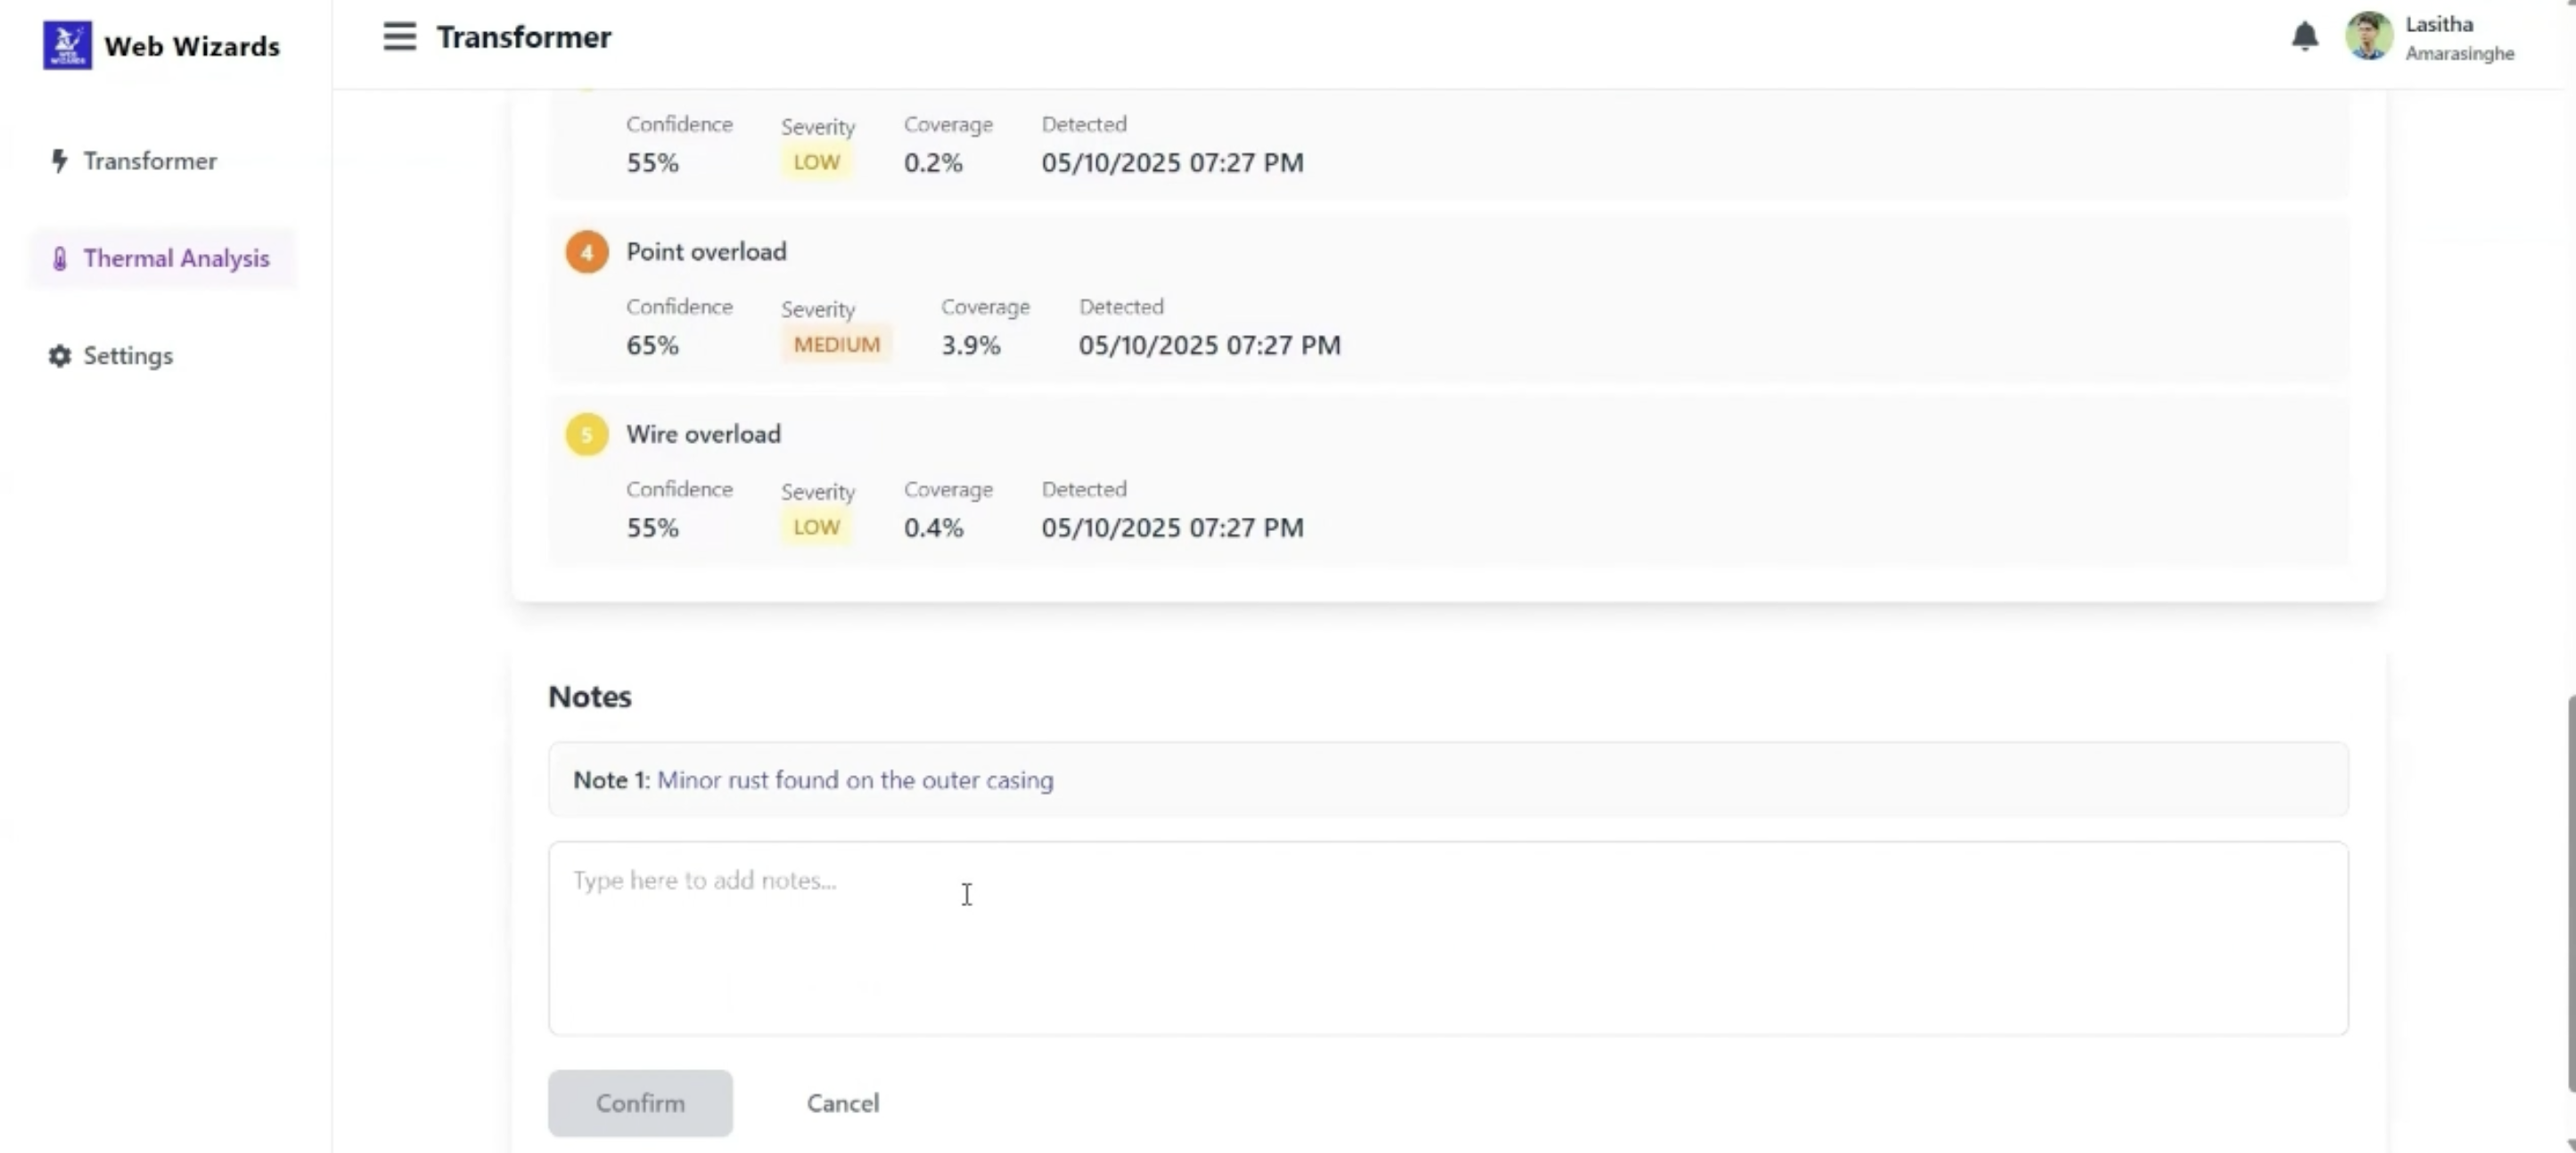 WEB WIZARDS
Web Wizards
Transformer
Lasitha
Amarasinghe
Transformer
Thermal Analysis
Settings
Confidence Severity Coverage Detected
55% LOW 0.2% 05/10/2025 07:27 PM
4 Point overload
Confidence Severity Coverage Detected
65% MEDIUM 3.9% 05/10/2025 07:27 PM
5 Wire overload
Confidence Severity Coverage Detected
55% LOW 0.4% 05/10/2025 07:27 PM
Notes
Note 1: Minor rust found on the outer casing
Type here to add notes...
Confirm Cancel